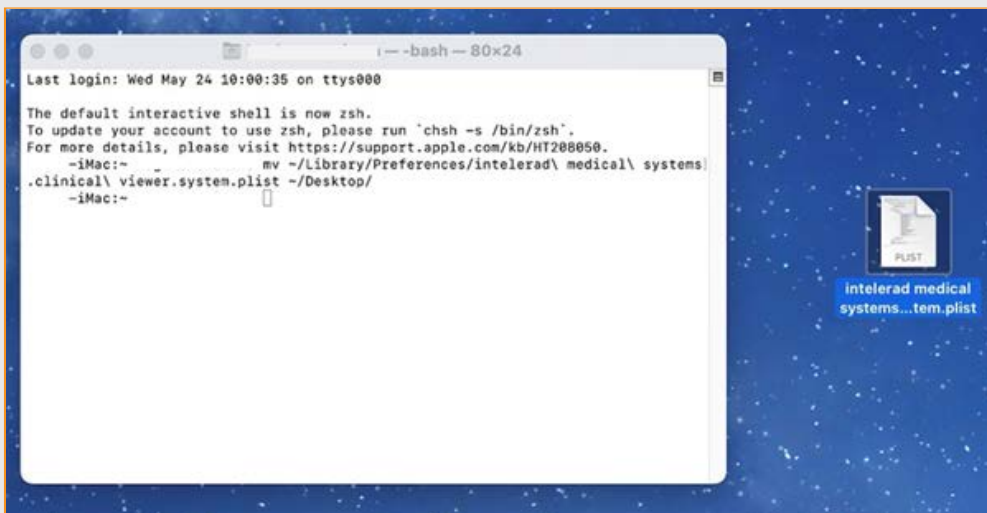 -bash — 80×24
Last login: Wed May 24 10:00:35 on ttys000
The default interactive shell is now zsh.
To update your account to use zsh, please run `chsh -s /bin/zsh`.
For more details, please visit https://support.apple.com/kb/HT208050.
-iMac:~ mv ~/Library/Preferences/intelerad\ medical\ systems
.clinical\ viewer.system.plist ~/Desktop/
-iMac:~
PLIST
intelerad medical
systems...tem.plist